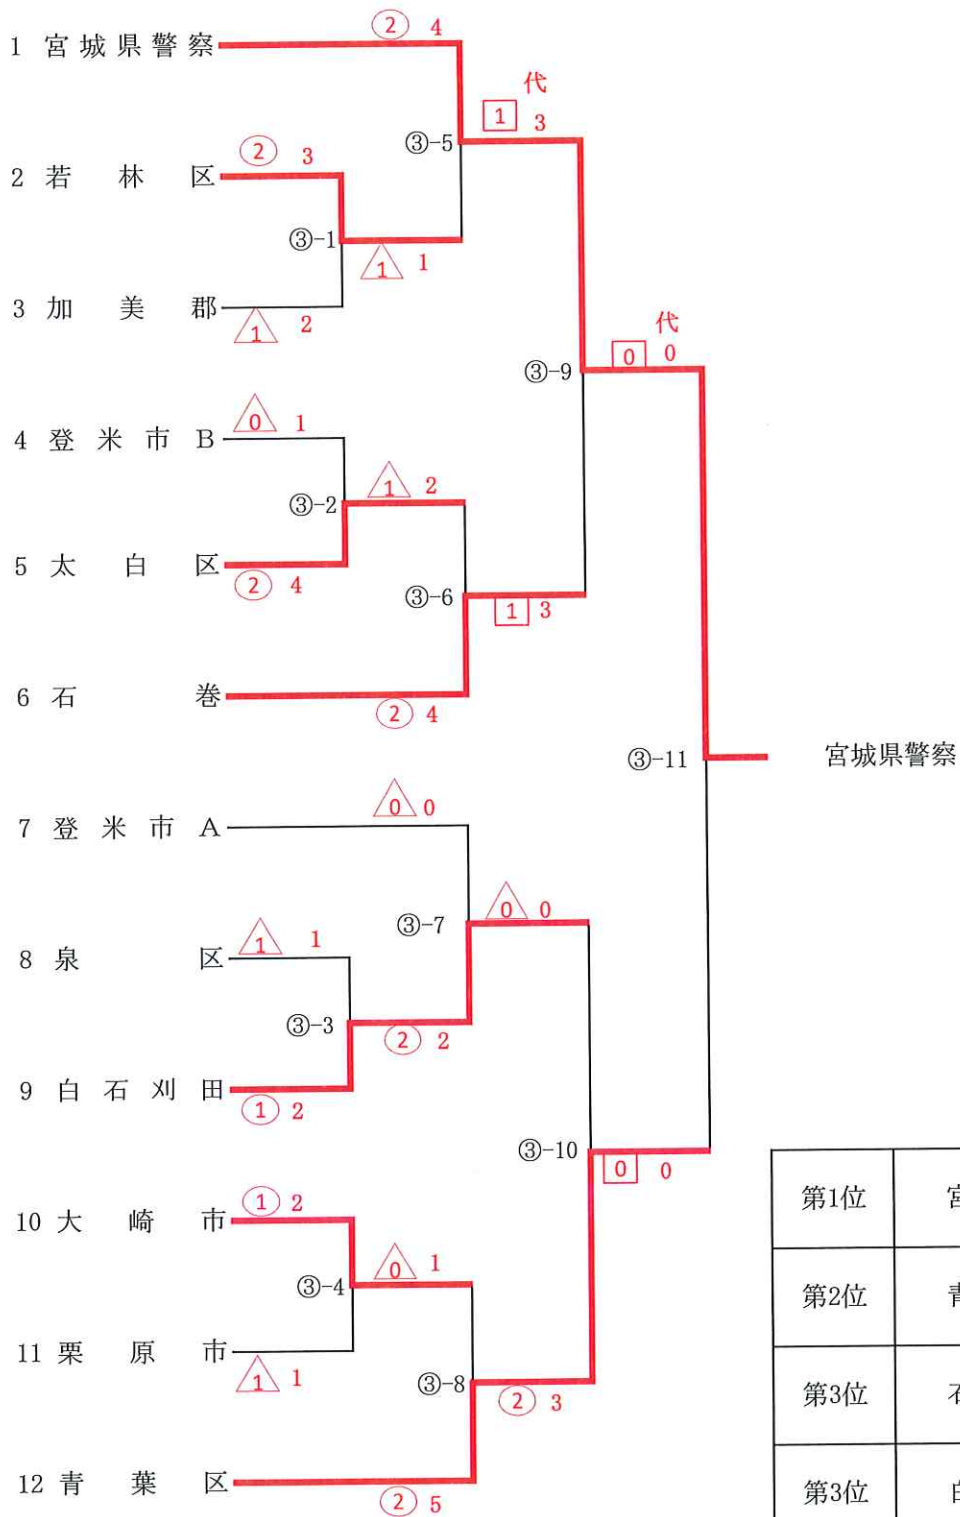 ② 4
1 宮城県警察
代
1 3
③-5
② 3
2 若林区
③-1
1 1
3 加美郡
1 2
代
0 0
③-9
0 1
4 登米市B
1 2
③-2
5 太白区
② 4
③-6
1 3
6 石巻
② 4
③-11 宮城県警察
0 0
7 登米市A
0 0
③-7
1 1
8 泉区
③-3
② 2
9 白石刈田
① 2
③-10
0 0
① 2
10 大崎市
0 1
③-4
11 栗原市
1 1
③-8
② 3
12 青葉区
② 5
第1位 宮
第2位 青
第3位
第3位